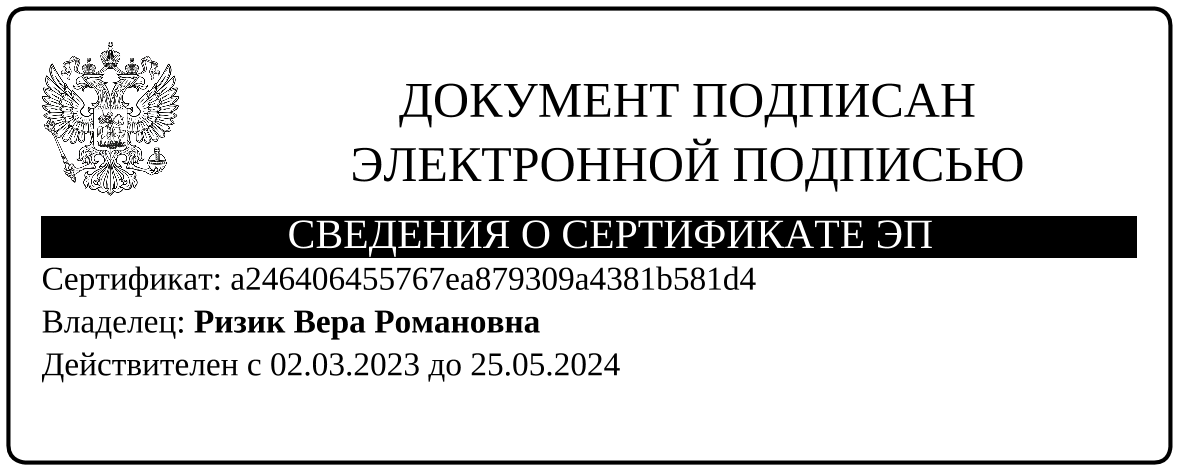 ДОКУМЕНТ ПОДПИСАН
ЭЛЕКТРОННОЙ ПОДПИСЬЮ
СВЕДЕНИЯ О СЕРТИФИКАТЕ ЭП
Сертификат: a246406455767ea879309a4381b581d4
Владелец: Ризик Вера Романовна
Действителен с 02.03.2023 до 25.05.2024